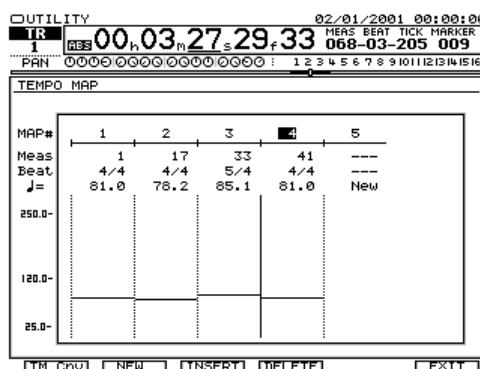 UTILITY 02/01/2001 00:00:00
TR 1 ABS 00h03m27s29f33 MEAS BEAT TICK MARKER
068-03-205 009
PAN 1 2 3 4 5 6 7 8 9 10 11 12 13 14 15 16
TEMPO MAP
MAP# 1 2 3 4 5
Meas 1 17 33 41 ---
Beat 4/4 4/4 5/4 4/4 ---
♩= 81.0 78.2 85.1 81.0 New
250.0-
120.0-
25.0-
TM Cnv NEW INSERT DELETE EXIT